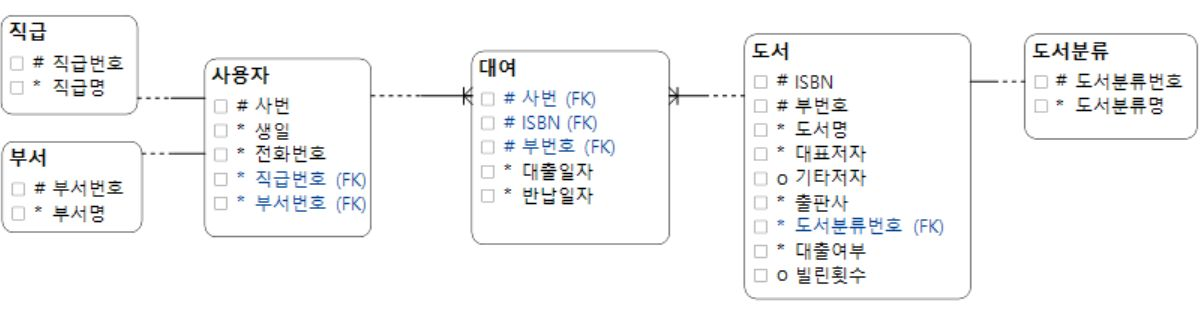 직급
# 직급번호
* 직급명
부서
# 부서번호
* 부서명
사용자
# 사번
* 생일
* 전화번호
* 직급번호 (FK)
* 부서번호 (FK)
대여
# 사번 (FK)
# ISBN (FK)
# 부번호 (FK)
* 대출일자
* 반납일자
도서
# ISBN
# 부번호
* 도서명
* 대표저자
o 기타저자
* 출판사
* 도서분류번호 (FK)
* 대출여부
o 빌린횟수
도서분류
# 도서분류번호
* 도서분류명